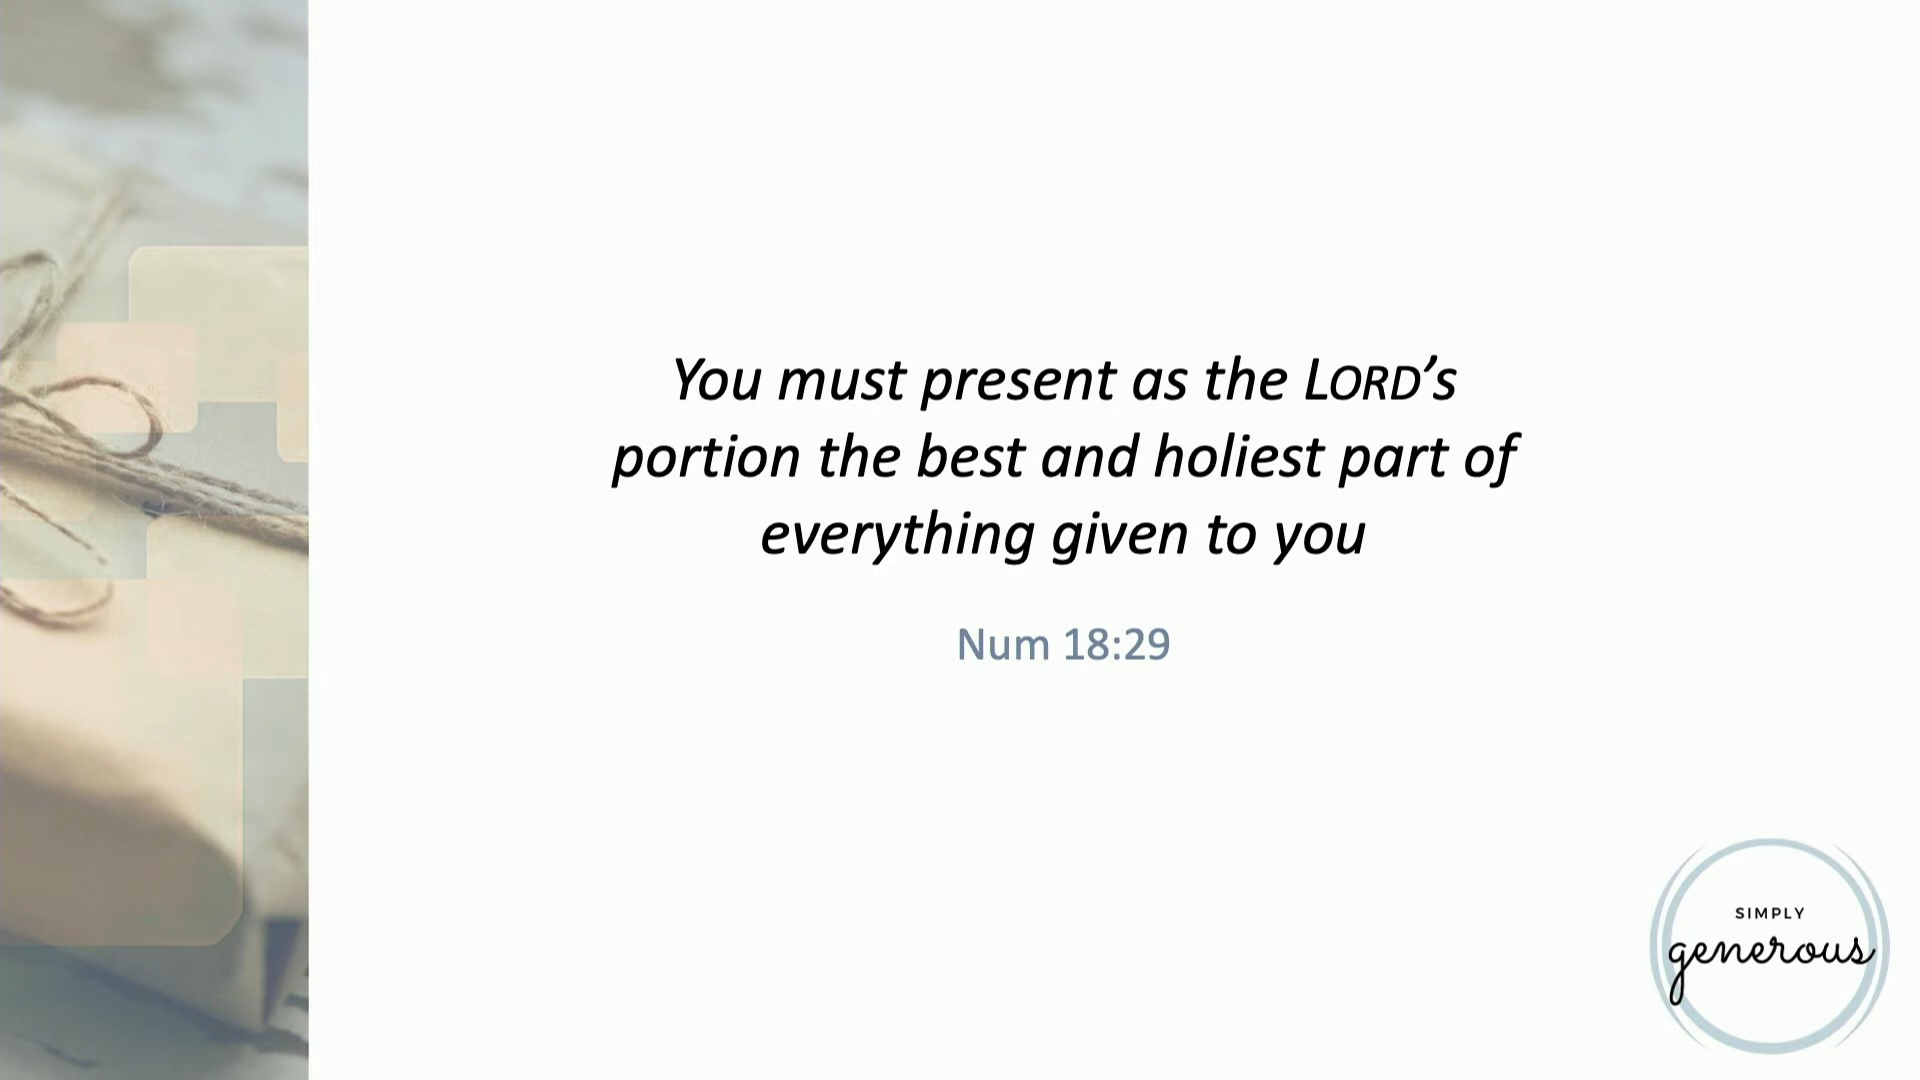 You must present as the LORD’s
portion the best and holiest part of
everything given to you
Num 18:29
SIMPLY
generous